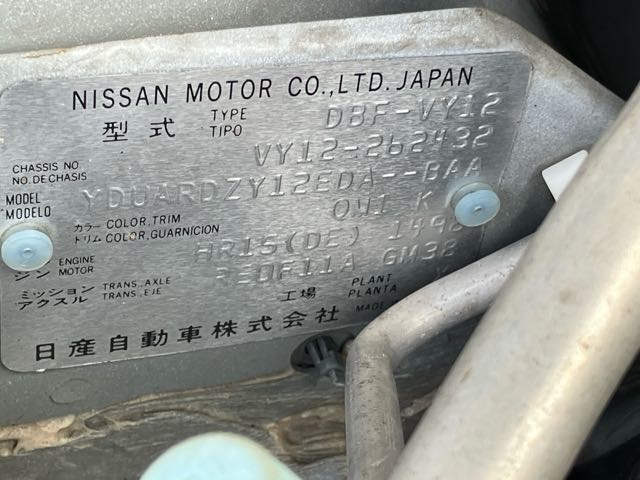 NISSAN MOTOR CO.,LTD. JAPAN
型式 TYPE TIPO DBF-VY12
CHASSIS NO. NO. DE CHASIS VY12-262432
MODEL MODELO YDUARDZY12EDA--BAA
カラー トリム COLOR, TRIM COLOR, GUARNICION QW1 K
ENGINE MOTOR HR15(DE) 1498
ミッション アクスル TRANS., AXLE TRANS., EJE RE0F11A GM38
工場 PLANT PLANTA
日産自動車株式会社 MADE